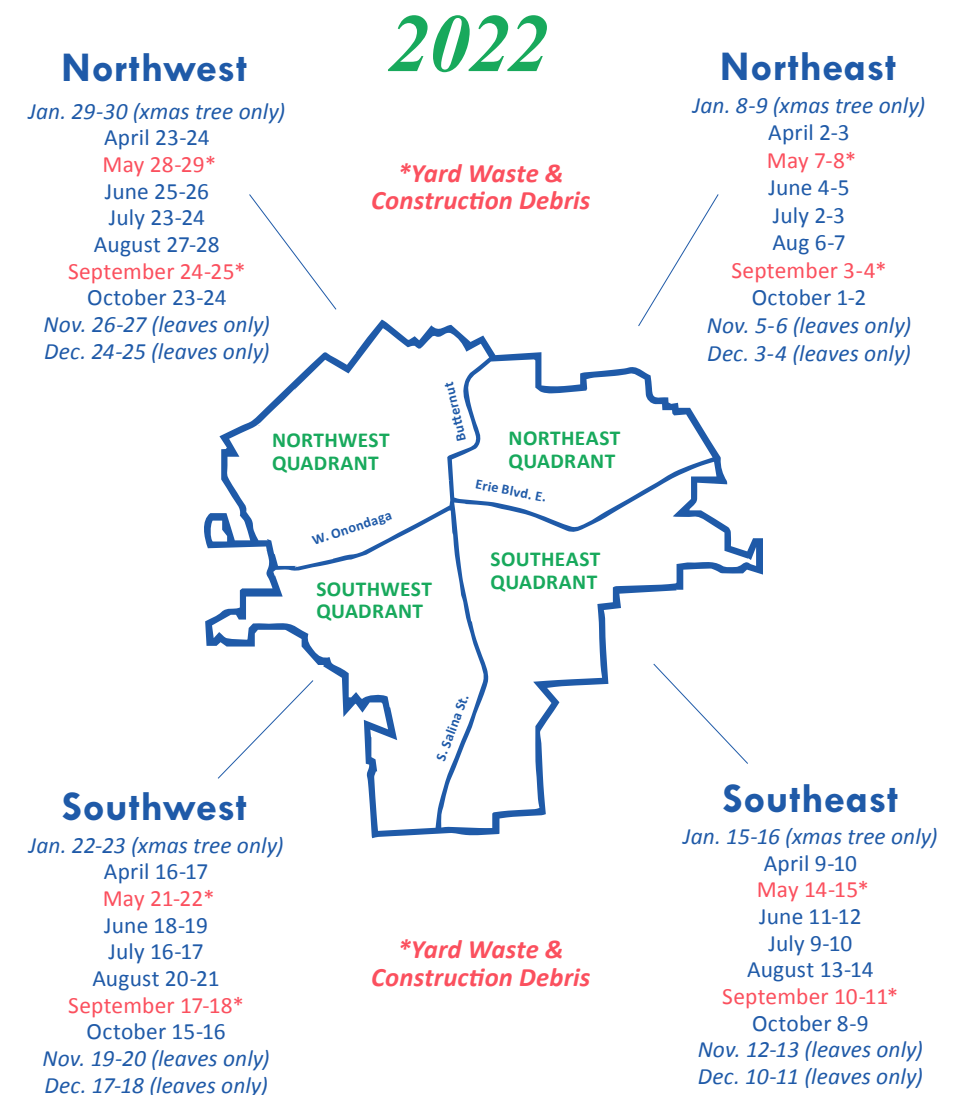 2022
Northwest
Jan. 29-30 (xmas tree only)
April 23-24
May 28-29*
June 25-26
July 23-24
August 27-28
September 24-25*
October 23-24
Nov. 26-27 (leaves only)
Dec. 24-25 (leaves only)
*Yard Waste &
Construction Debris
Northeast
Jan. 8-9 (xmas tree only)
April 2-3
May 7-8*
June 4-5
July 2-3
Aug 6-7
September 3-4*
October 1-2
Nov. 5-6 (leaves only)
Dec. 3-4 (leaves only)
Butternut
NORTHWEST
QUADRANT
NORTHEAST
QUADRANT
Erie Blvd. E.
W. Onondaga
SOUTHEAST
QUADRANT
SOUTHWEST
QUADRANT
S. Salina St.
Southwest
Jan. 22-23 (xmas tree only)
April 16-17
May 21-22*
June 18-19
July 16-17
August 20-21
September 17-18*
October 15-16
Nov. 19-20 (leaves only)
Dec. 17-18 (leaves only)
*Yard Waste &
Construction Debris
Southeast
Jan. 15-16 (xmas tree only)
April 9-10
May 14-15*
June 11-12
July 9-10
August 13-14
September 10-11*
October 8-9
Nov. 12-13 (leaves only)
Dec. 10-11 (leaves only)